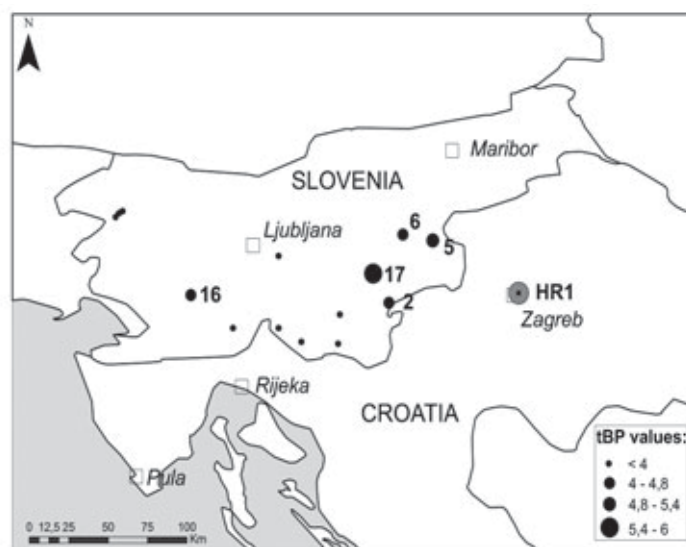 N
Maribor
SLOVENIA
6
Ljubljana
5
17
16
2
HR1
Zagreb
Rijeka
CROATIA
tBP values:
< 4
4 - 4,8
4,8 - 5,4
5,4 - 6
Pula
0 12,5 25 50 75 100
Km